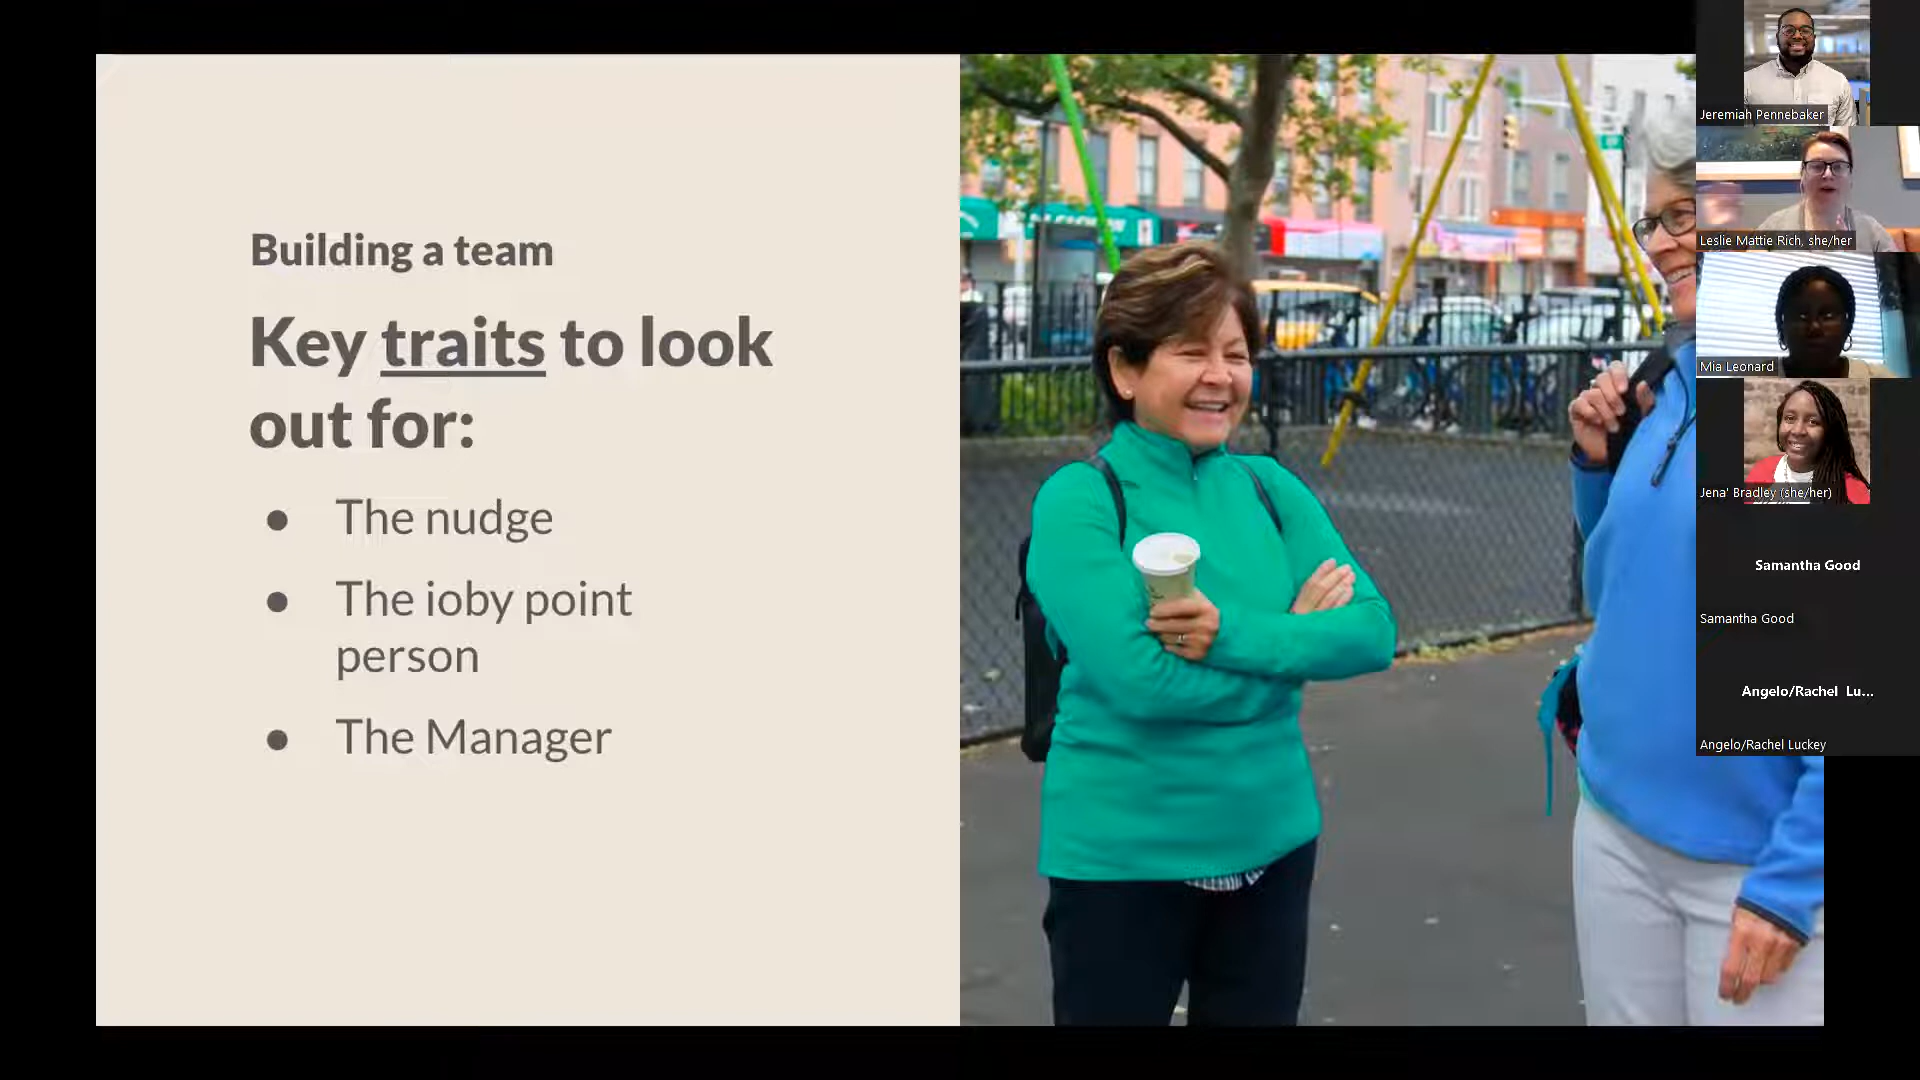 Building a team
Key traits to look
out for:
● The nudge
● The ioby point
person
● The Manager
Jeremiah Pennebaker
Leslie Mattie Rich, she/her
Mia Leonard
Jena' Bradley (she/her)
Samantha Good
Samantha Good
Angelo/Rachel Lu...
Angelo/Rachel Luckey